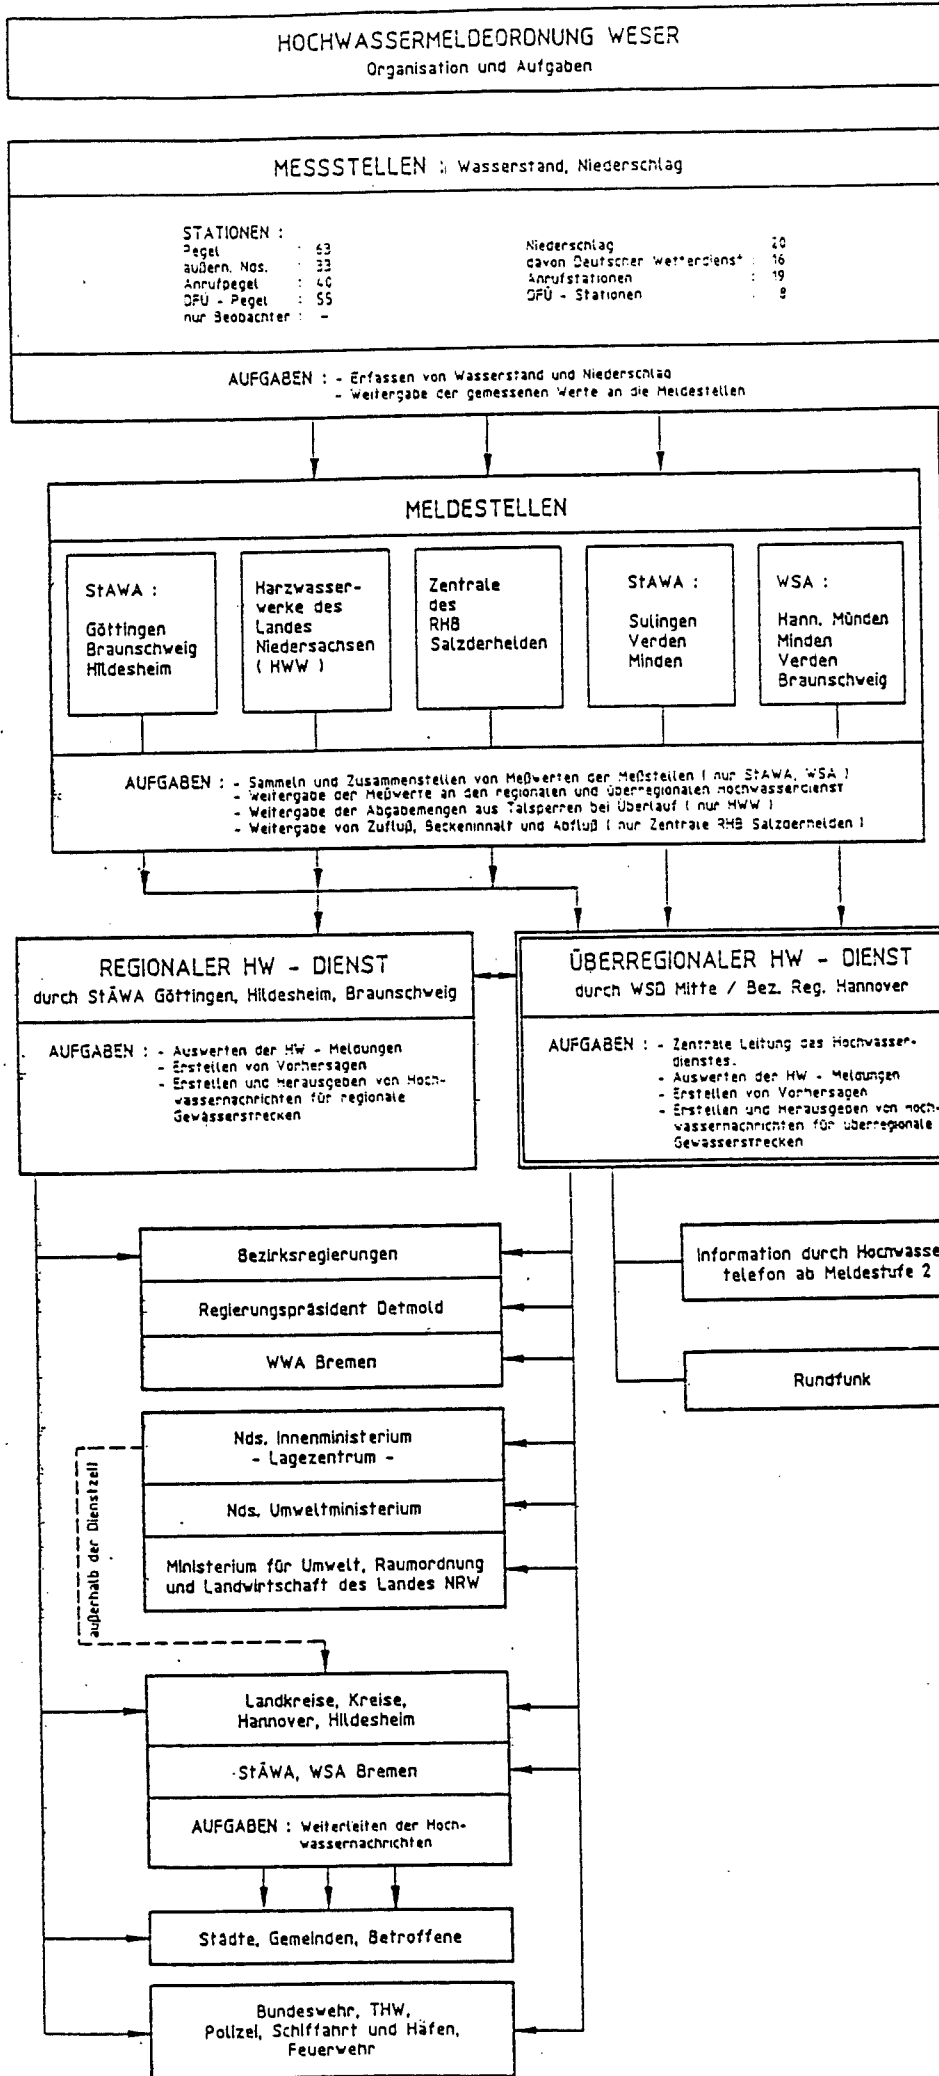 HOCHWASSERMELDEORDNUNG WESER
Organisation und Aufgaben
MESSSTELLEN : Wasserstand, Niederschlag
STATIONEN :
Pegel : 63
außern. Nds. : 33
Anrufpegel : 40
DFÜ - Pegel : 55
nur Beobachter : -
Niederschlag 20
davon Deutscher Wetterdienst : 16
Anrufstationen : 19
DFÜ - Stationen : 8
AUFGABEN : - Erfassen von Wasserstand und Niederschlag
- Weitergabe der gemessenen Werte an die Meldestellen
MELDESTELLEN
StAWA :
Göttingen
Braunschweig
Hildesheim
Harzwasser-
werke des
Landes
Niedersachsen
( HWW )
Zentrale
des
RHB
Salzderhelden
StAWA :
Sulingen
Verden
Minden
WSA :
Hann. Münden
Minden
Verden
Braunschweig
AUFGABEN : - Sammeln und Zusammenstellen von Meßwerten der Meßstellen ( nur StAWA, WSA )
- Weitergabe der Meßwerte an den regionalen und überregionalen Hochwasserdienst
- Weitergabe der Abgabemengen aus Talsperren bei Überlauf ( nur HWW )
- Weitergabe von Zufluß, Beckeninhalt und Abfluß ( nur Zentrale RHB Salzderhelden )
REGIONALER HW - DIENST
durch StÄWA Göttingen, Hildesheim, Braunschweig
AUFGABEN : - Auswerten der HW - Meldungen
- Erstellen von Vorhersagen
- Erstellen und Herausgeben von Hoch-
wassernachrichten für regionale
Gewässerstrecken
ÜBERREGIONALER HW - DIENST
durch WSD Mitte / Bez. Reg. Hannover
AUFGABEN : - Zentrale Leitung des Hochwasser-
dienstes.
- Auswerten der HW - Meldungen
- Erstellen von Vorhersagen
- Erstellen und Herausgeben von Hoch-
wassernachrichten für überregionale
Gewässerstrecken
Bezirksregierungen
Regierungspräsident Detmold
WWA Bremen
Information durch Hochwasse
telefon ab Meldestufe 2
Rundfunk
Nds. Innenministerium
- Lagezentrum -
Nds. Umweltministerium
Ministerium für Umwelt, Raumordnung
und Landwirtschaft des Landes NRW
außerhalb der Dienstzeit
Landkreise, Kreise,
Hannover, Hildesheim
StÄWA, WSA Bremen
AUFGABEN : Weiterleiten der Hoch-
wassernachrichten
Städte, Gemeinden, Betroffene
Bundeswehr, THW,
Polizei, Schiffahrt und Häfen,
Feuerwehr